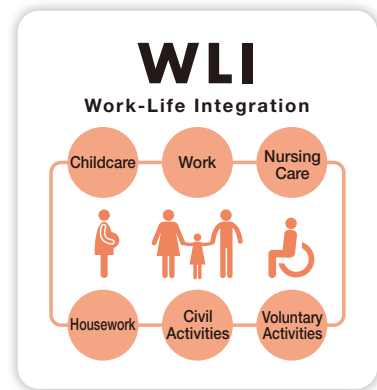 WLI
Work-Life Integration
Childcare
Work
Nursing
Care
Housework
Civil
Activities
Voluntary
Activities